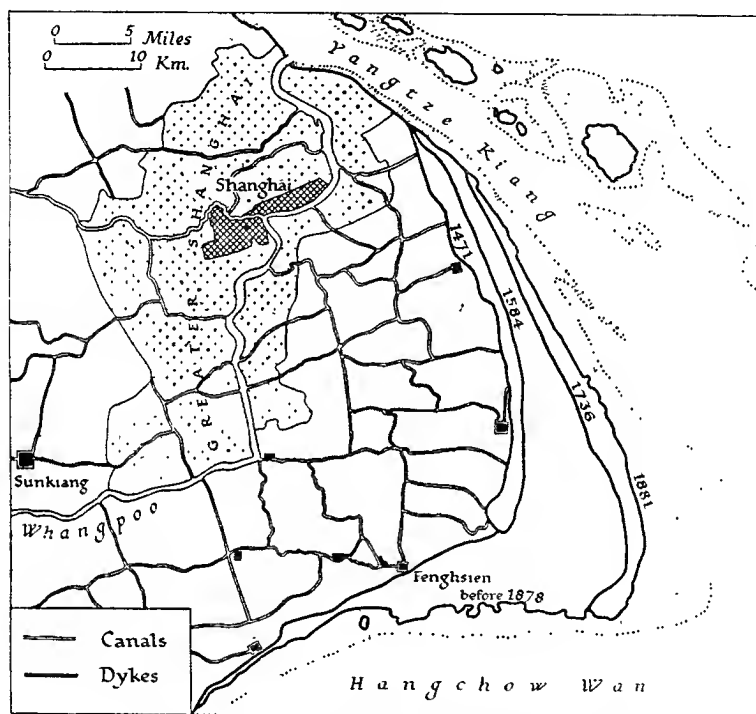 0 5 Miles
0 10 Km.
Yangtze Kiang
GREATER SHANGHAI
Shanghai
1471
1584
1736
1881
Sunkiang
Whangpoo
Fenghsien
before 1878
Canals
Dykes
Hangchow Wan